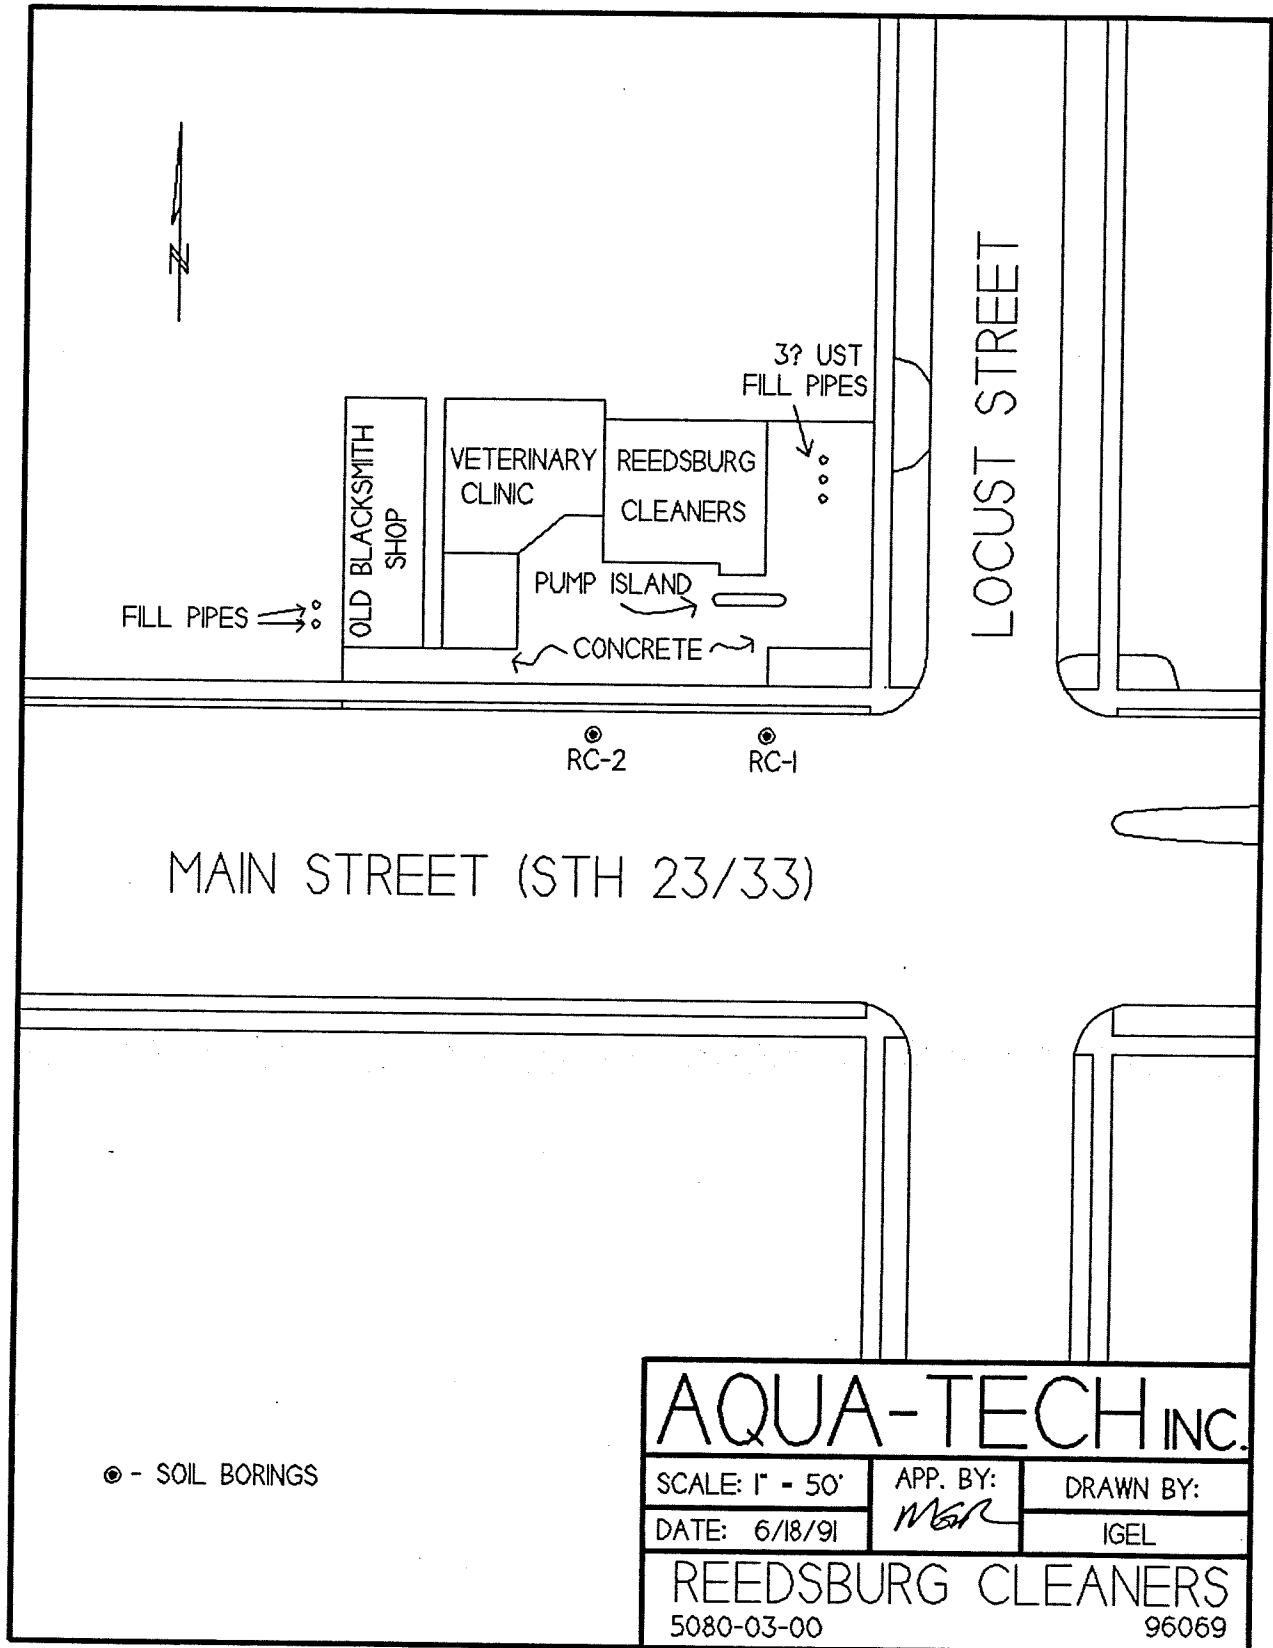 N
LOCUST STREET
3? UST
FILL PIPES
OLD BLACKSMITH
SHOP
VETERINARY
CLINIC
REEDSBURG
CLEANERS
PUMP ISLAND
FILL PIPES
CONCRETE
RC-2
RC-1
MAIN STREET (STH 23/33)
- SOIL BORINGS
AQUA-TECH INC.
SCALE: 1" - 50'
APP. BY:
MGR
DRAWN BY:
DATE: 6/18/91
IGEL
REEDSBURG CLEANERS
5080-03-00
96069